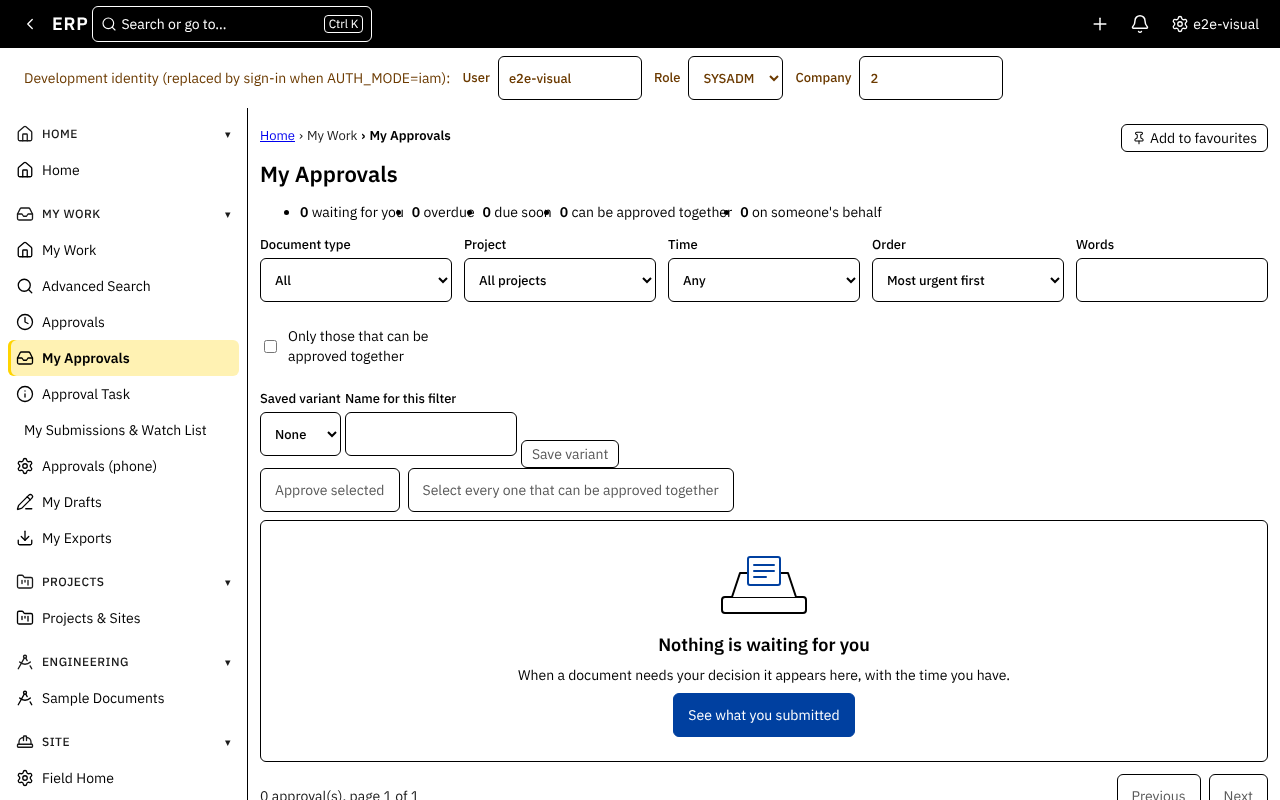 ERP
Search or go to...
Ctrl K
e2e-visual
Development identity (replaced by sign-in when AUTH_MODE=iam):
User
e2e-visual
Role
SYSADM
Company
2
HOME
Home
MY WORK
My Work
Advanced Search
Approvals
My Approvals
Approval Task
My Submissions & Watch List
Approvals (phone)
My Drafts
My Exports
PROJECTS
Projects & Sites
ENGINEERING
Sample Documents
SITE
Field Home
Home › My Work › My Approvals
Add to favourites
My Approvals
0 waiting for you
0 overdue
0 due soon
0 can be approved together
0 on someone's behalf
Document type
Project
Time
Order
Words
All
All projects
Any
Most urgent first
Only those that can be
approved together
Saved variant
Name for this filter
None
Save variant
Approve selected
Select every one that can be approved together
Nothing is waiting for you
When a document needs your decision it appears here, with the time you have.
See what you submitted
0 approval(s), page 1 of 1
Previous
Next